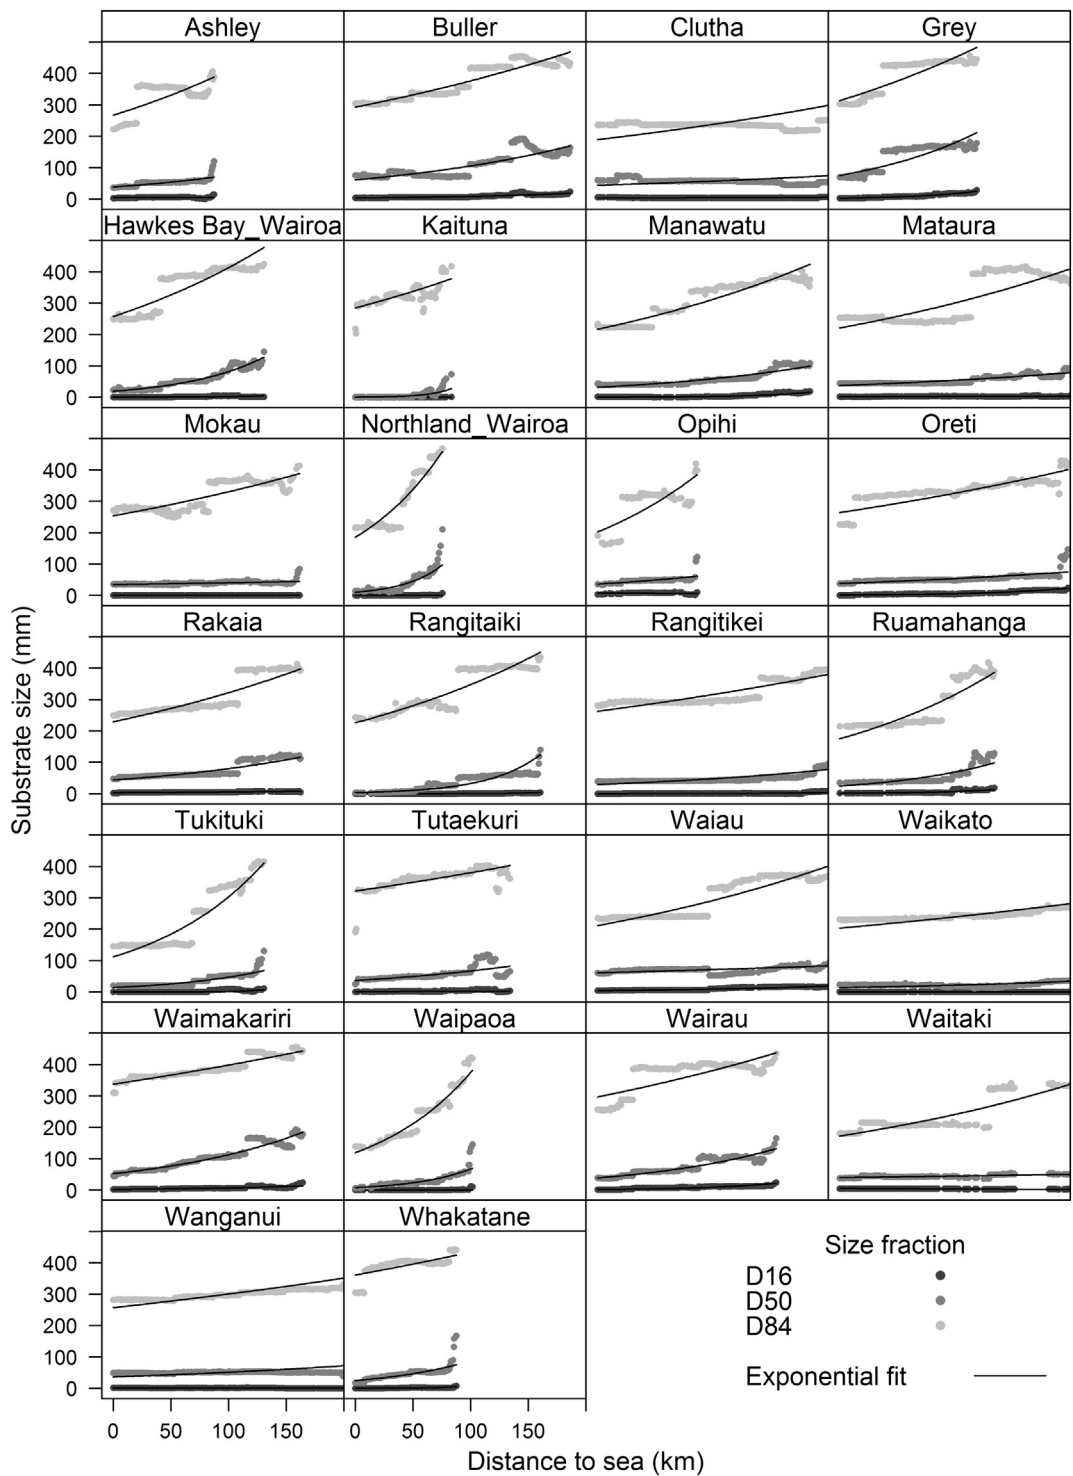 Ashley Buller Clutha Grey
400
300
200
100
0
Hawkes Bay_Wairoa Kaituna Manawatu Mataura
400
300
200
100
0
Mokau Northland_Wairoa Opihi Oreti
400
300
200
100
0
Rakaia Rangitaiki Rangitikei Ruamahanga
400
300
200
100
0
Tukituki Tutaekuri Waiau Waikato
400
300
200
100
0
Waimakariri Waipaoa Wairau Waitaki
400
300
200
100
0
Wanganui Whakatane
400
300
200
100
0
0 50 100 150 0 50 100 150
Substrate size (mm)
Distance to sea (km)
Size fraction
D16
D50
D84
Exponential fit